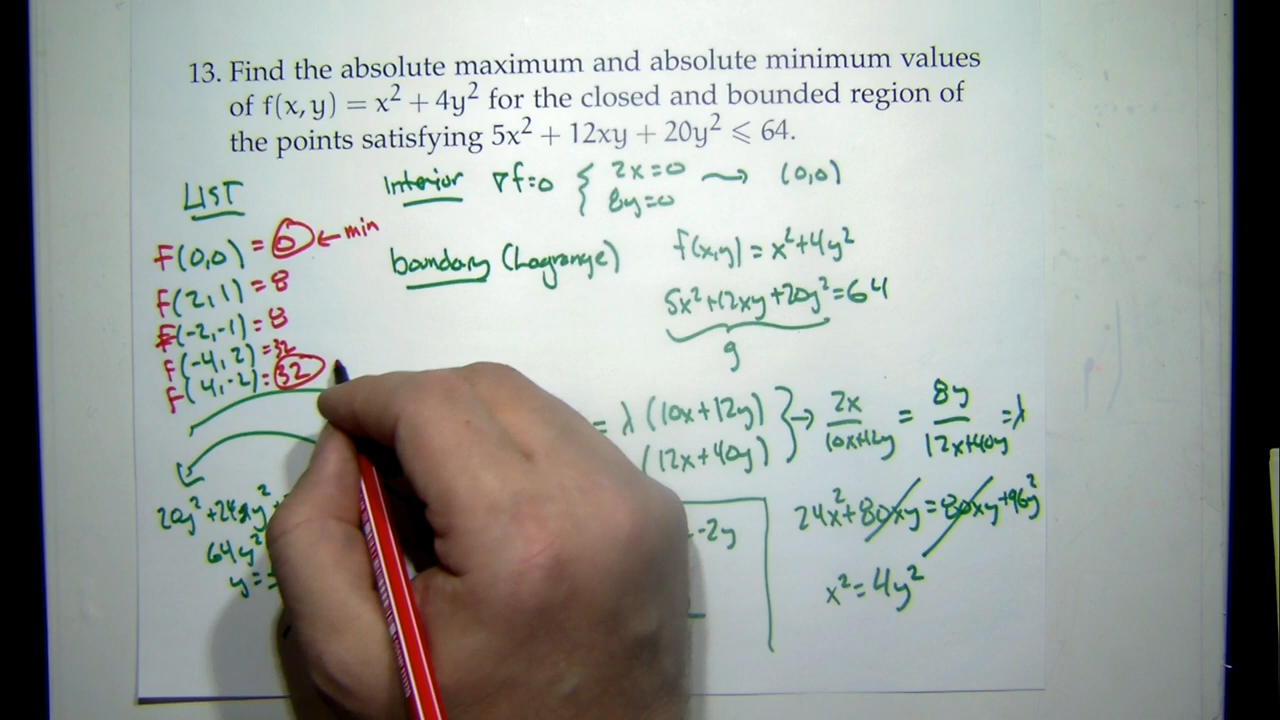 13. Find the absolute maximum and absolute minimum values
of f(x, y) = x² + 4y² for the closed and bounded region of
the points satisfying 5x² + 12xy + 20y² ⩽ 64.
LIST
f(0,0) = 0 ← min
f(2,1) = 8
f(-2,-1) = 8
f(-4,2) = 32
f(4,-2) = 32
Interior ∇f=0 { 2x=0 ⟶ (0,0)
8y=0
boundary (Lagrange) f(x,y) = x²+4y²
5x²+12xy+20y²=64
g
= λ (10x+12y) } → 2x/(10x+12y) = 8y/(12x+40y) = λ
(12x+40y)
24x²+80xy = 80xy+96y²
x² = 4y²
-2y
20y²+24y²
64y²
y =